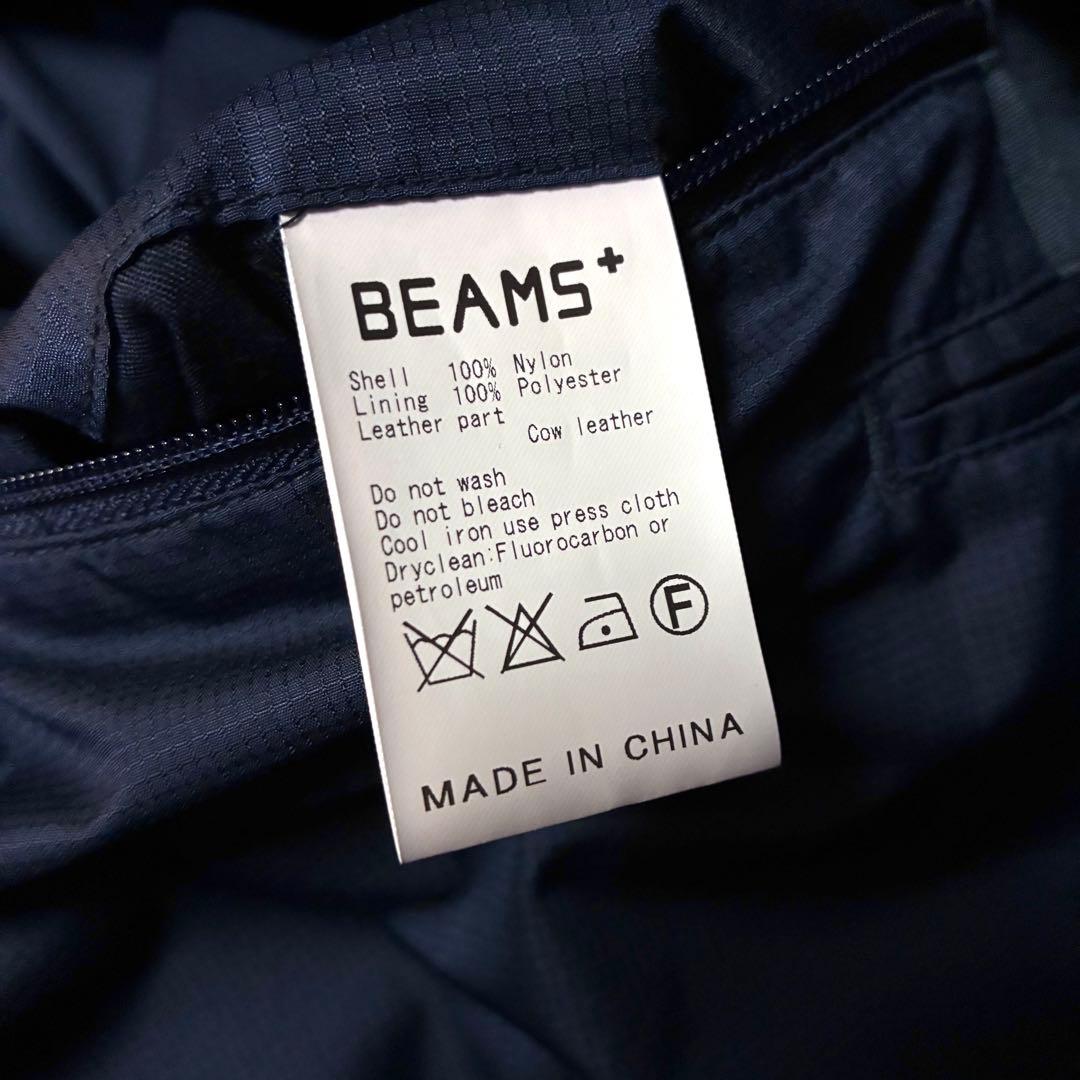 BEAMS+
Shell 100% Nylon
Lining 100% Polyester
Leather part
Cow leather
Do not wash
Do not bleach
Cool iron use press cloth
Dryclean:Fluorocarbon or
petroleum
F
MADE IN CHINA